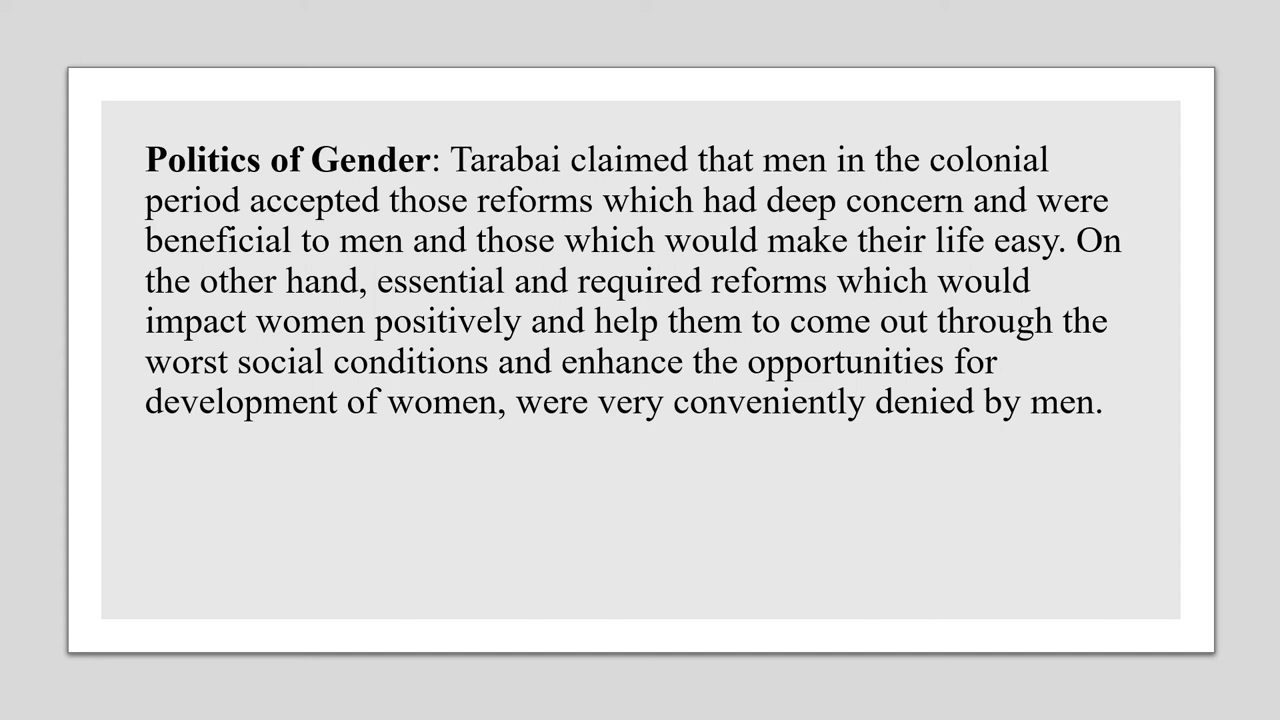 Politics of Gender: Tarabai claimed that men in the colonial
period accepted those reforms which had deep concern and were
beneficial to men and those which would make their life easy. On
the other hand, essential and required reforms which would
impact women positively and help them to come out through the
worst social conditions and enhance the opportunities for
development of women, were very conveniently denied by men.